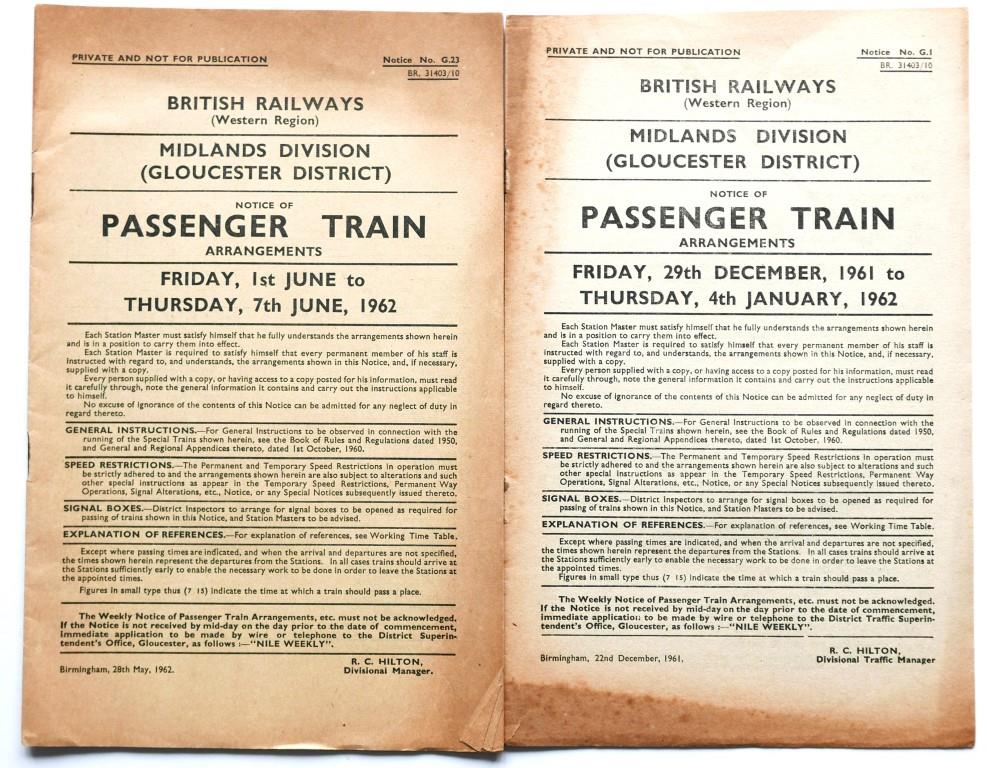 PRIVATE AND NOT FOR PUBLICATION
Notice No. G.23
BR. 31403/10
BRITISH RAILWAYS
(Western Region)
MIDLANDS DIVISION
(GLOUCESTER DISTRICT)
NOTICE OF
PASSENGER TRAIN
ARRANGEMENTS
FRIDAY, 1st JUNE to
THURSDAY, 7th JUNE, 1962
Each Station Master must satisfy himself that he fully understands the arrangements shown herein
and is in a position to carry them into effect.
Each Station Master is required to satisfy himself that every permanent member of his staff is
instructed with regard to, and understands, the arrangements shown in this Notice, and, if necessary,
supplied with a copy.
Every person supplied with a copy, or having access to a copy posted for his information, must read
it carefully through, note the general information it contains and carry out the instructions applicable
to himself.
No excuse of ignorance of the contents of this Notice can be admitted for any neglect of duty in
regard thereto.
GENERAL INSTRUCTIONS.—For General Instructions to be observed in connection with the
running of the Special Trains shown herein, see the Book of Rules and Regulations dated 1950,
and General and Regional Appendices thereto, dated 1st October, 1960.
SPEED RESTRICTIONS.—The Permanent and Temporary Speed Restrictions in operation must
be strictly adhered to and the arrangements shown herein are also subject to alterations and such
other special instructions as appear in the Temporary Speed Restrictions, Permanent Way
Operations, Signal Alterations, etc., Notice, or any Special Notices subsequently issued thereto.
SIGNAL BOXES.—District Inspectors to arrange for signal boxes to be opened as required for
passing of trains shown in this Notice, and Station Masters to be advised.
EXPLANATION OF REFERENCES.—For explanation of references, see Working Time Table.
Except where passing times are indicated, and when the arrival and departures are not specified,
the times shown herein represent the departures from the Stations. In all cases trains should arrive at
the Stations sufficiently early to enable the necessary work to be done in order to leave the Stations at
the appointed times.
Figures in small type thus (7 15) indicate the time at which a train should pass a place.
The Weekly Notice of Passenger Train Arrangements, etc. must not be acknowledged.
If the Notice is not received by mid-day on the day prior to the date of commencement,
immediate application to be made by wire or telephone to the District Superin-
tendent's Office, Gloucester, as follows :—"NILE WEEKLY".
R. C. HILTON,
Birmingham, 28th May, 1962.
Divisional Manager.
PRIVATE AND NOT FOR PUBLICATION
Notice No. G.1
BR. 31403/10
BRITISH RAILWAYS
(Western Region)
MIDLANDS DIVISION
(GLOUCESTER DISTRICT)
NOTICE OF
PASSENGER TRAIN
ARRANGEMENTS
FRIDAY, 29th DECEMBER, 1961 to
THURSDAY, 4th JANUARY, 1962
Each Station Master must satisfy himself that he fully understands the arrangements shown herein
and is in a position to carry them into effect.
Each Station Master is required to satisfy himself that every permanent member of his staff is
instructed with regard to, and understands, the arrangements shown in this Notice, and, if necessary,
supplied with a copy.
Every person supplied with a copy, or having access to a copy posted for his information, must read
it carefully through, note the general information it contains and carry out the instructions applicable
to himself.
No excuse of ignorance of the contents of this Notice can be admitted for any neglect of duty in
regard thereto.
GENERAL INSTRUCTIONS.—For General Instructions to be observed in connection with the
running of the Special Trains shown herein, see the Book of Rules and Regulations dated 1950,
and General and Regional Appendices thereto, dated 1st October, 1960.
SPEED RESTRICTIONS.—The Permanent and Temporary Speed Restrictions in operation must
be strictly adhered to and the arrangements shown herein are also subject to alterations and such
other special instructions as appear in the Temporary Speed Restrictions, Permanent Way
Operations, Signal Alterations, etc., Notice, or any Special Notices subsequently issued thereto.
SIGNAL BOXES.—District Inspectors to arrange for signal boxes to be opened as required for
passing of trains shown in this Notice, and Station Masters to be advised.
EXPLANATION OF REFERENCES.—For explanation of references, see Working Time Table.
Except where passing times are indicated, and when the arrival and departures are not specified,
the times shown herein represent the departures from the Stations. In all cases trains should arrive at
the Stations sufficiently early to enable the necessary work to be done in order to leave the Stations at
the appointed times.
Figures in small type thus (7 15) indicate the time at which a train should pass a place.
The Weekly Notice of Passenger Train Arrangements, etc. must not be acknowledged.
If the Notice is not received by mid-day on the day prior to the date of commencement,
immediate application to be made by wire or telephone to the District Traffic Superin-
tendent's Office, Gloucester, as follows :—"NILE WEEKLY".
R. C. HILTON,
Birmingham, 22nd December, 1961.
Divisional Traffic Manager